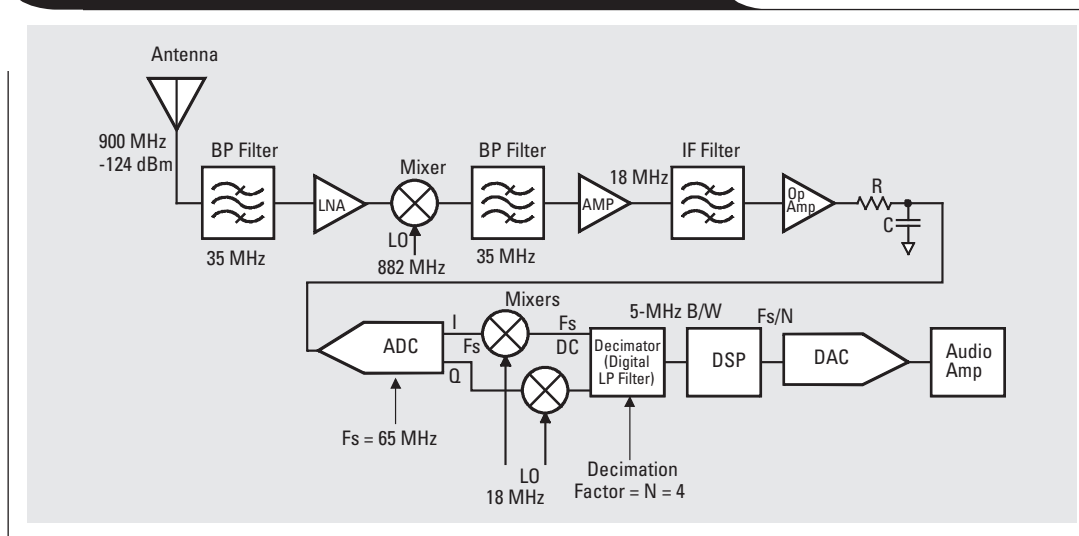 Antenna
900 MHz
-124 dBm
BP Filter
35 MHz
LNA
Mixer
LO
882 MHz
BP Filter
35 MHz
AMP
18 MHz
IF Filter
Op
Amp
R
C
ADC
Fs = 65 MHz
I
Q
Fs
Mixers
LO
18 MHz
Fs
DC
Decimator
(Digital
LP Filter)
Decimation
Factor = N = 4
5-MHz B/W
DSP
Fs/N
DAC
Audio
Amp